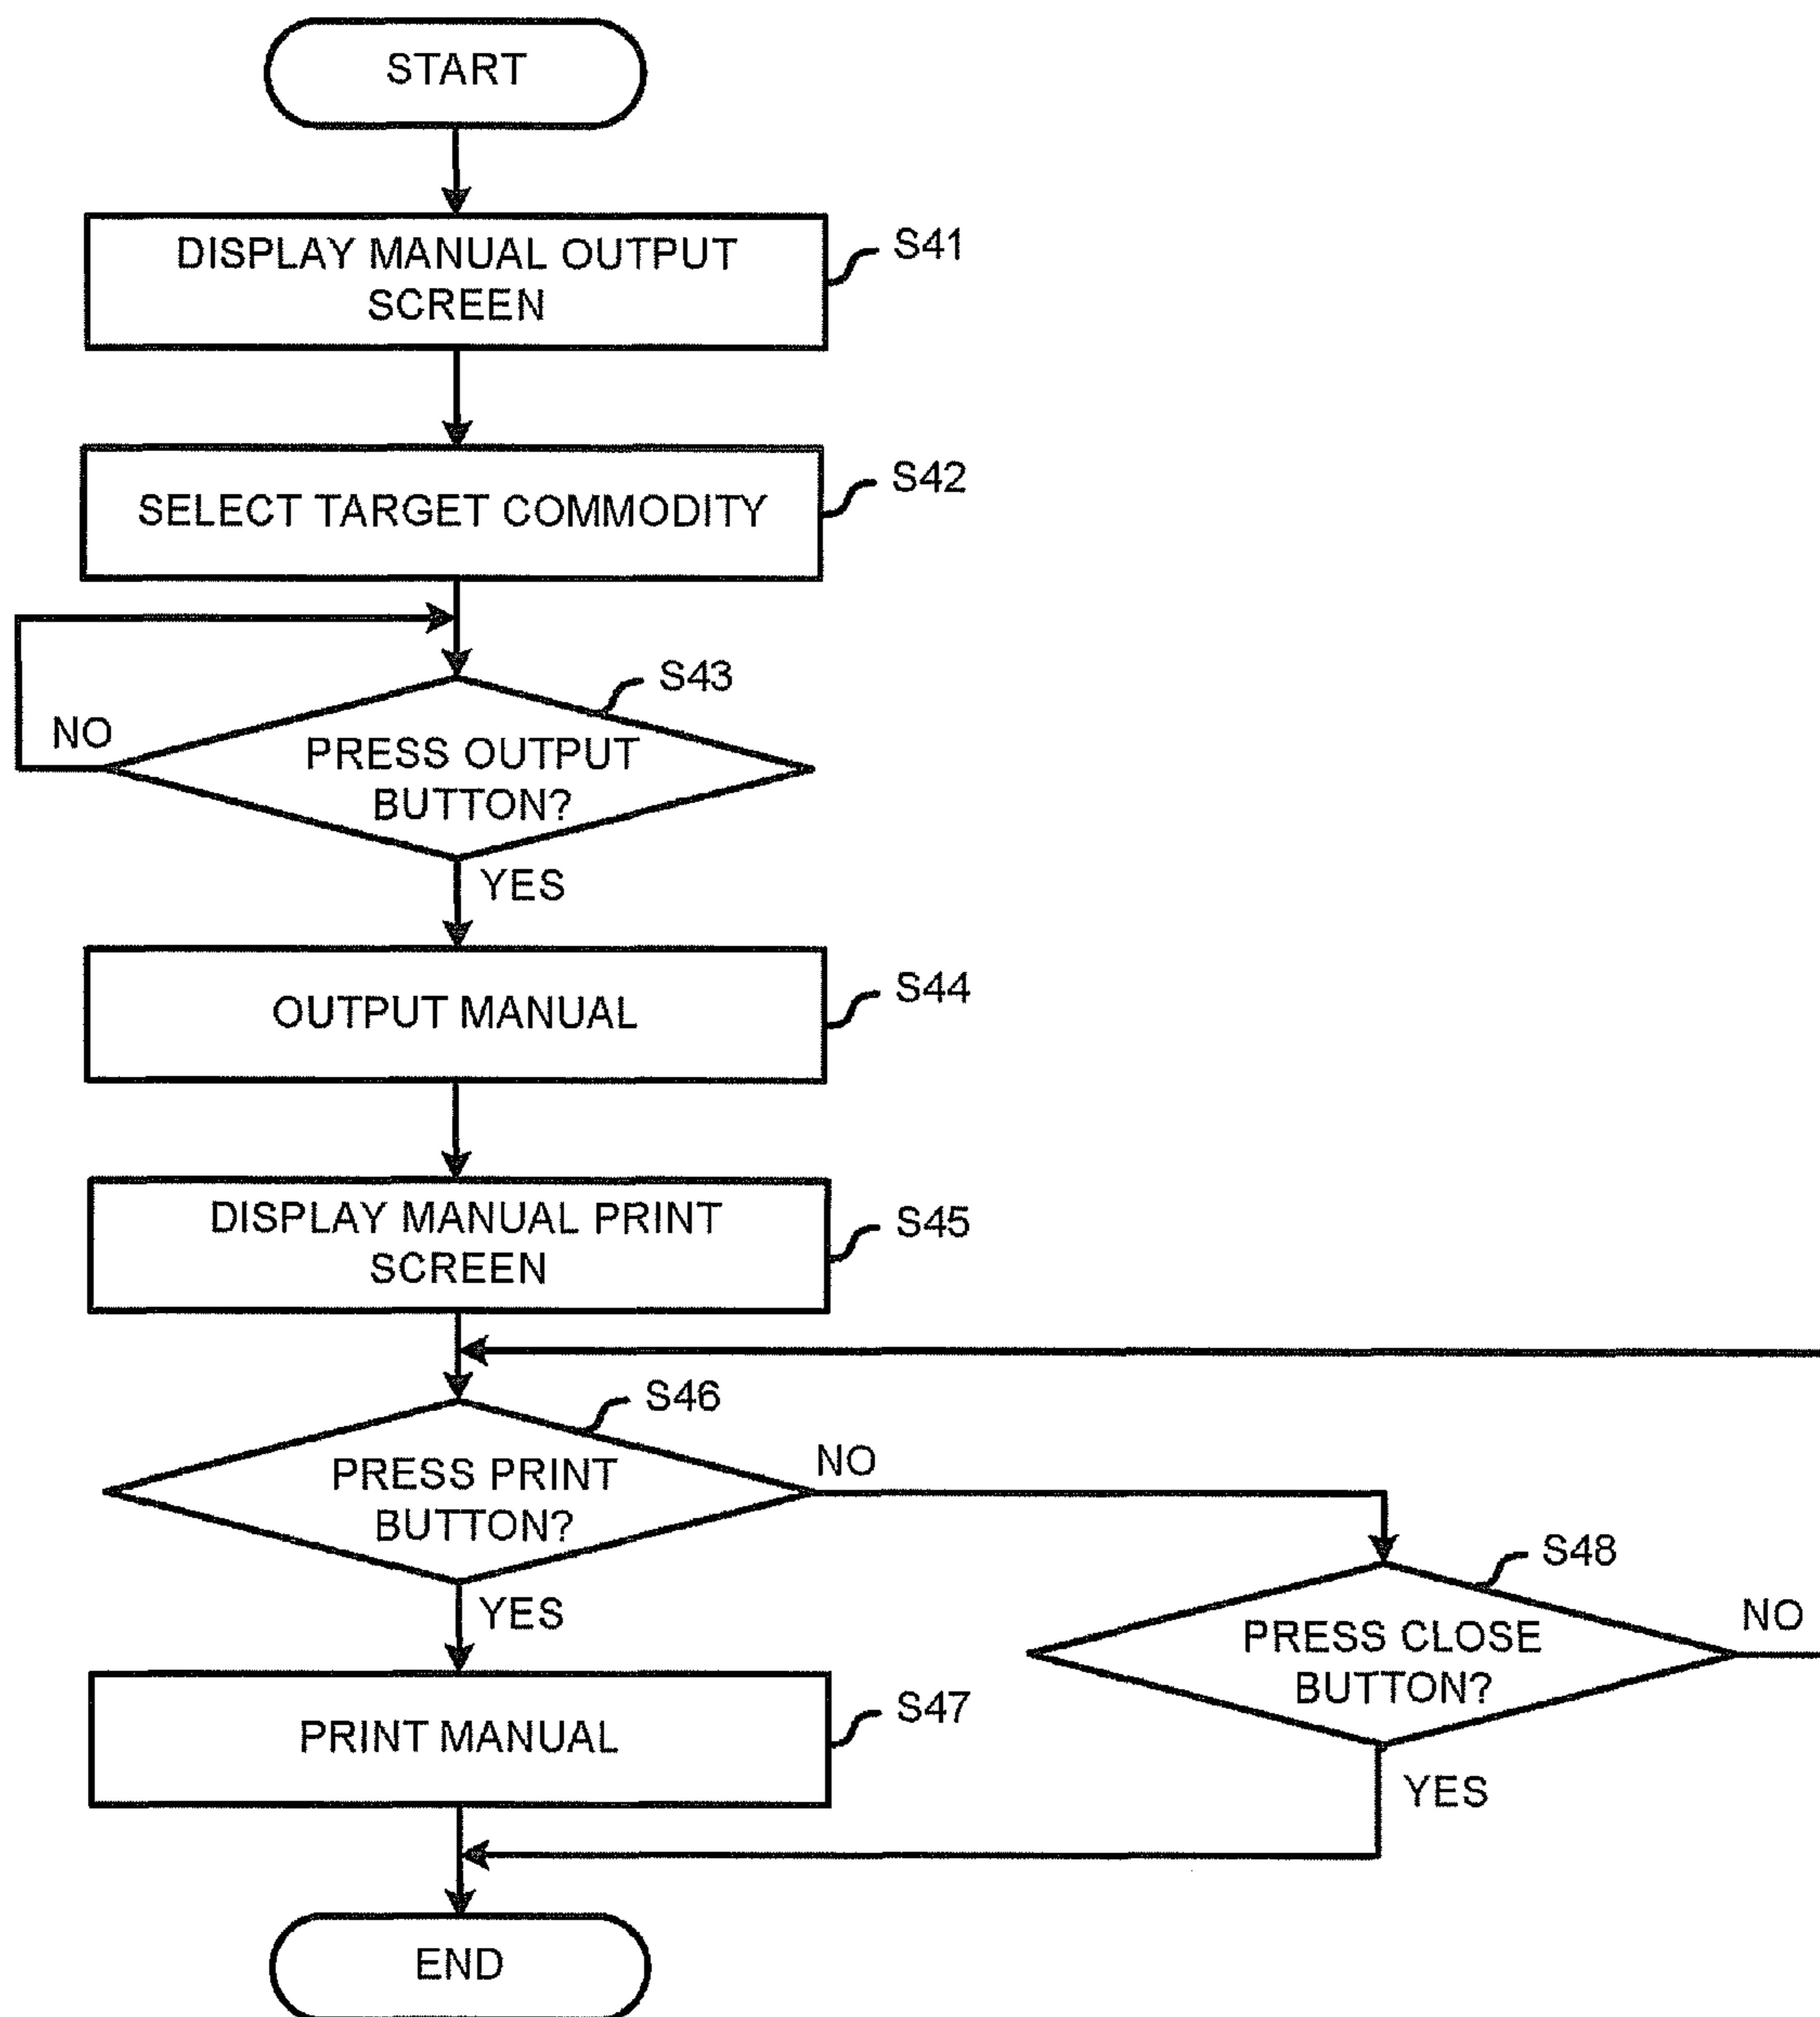 START
DISPLAY MANUAL OUTPUT
SCREEN
S41
SELECT TARGET COMMODITY
S42
S43
NO
PRESS OUTPUT
BUTTON?
YES
OUTPUT MANUAL
S44
DISPLAY MANUAL PRINT
SCREEN
S45
S46
PRESS PRINT
BUTTON?
NO
YES
S48
PRESS CLOSE
BUTTON?
NO
YES
PRINT MANUAL
S47
END